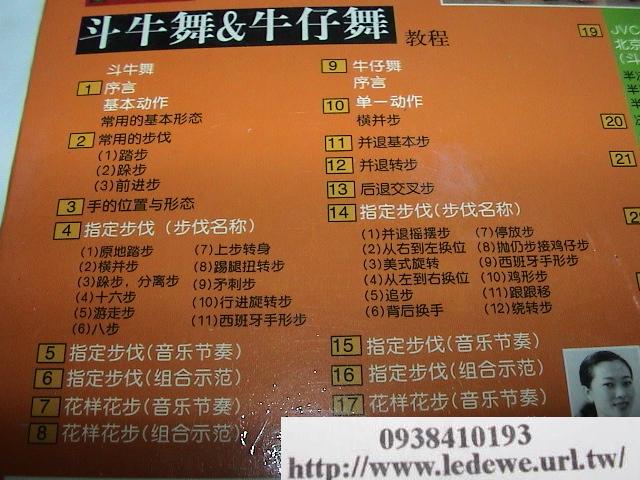 斗牛舞&牛仔舞 教程
斗牛舞
1 序言
基本动作
常用的基本形态
2 常用的步伐
(1)踏步
(2)跺步
(3)前进步
3 手的位置与形态
4 指定步伐（步伐名称）
(1)原地踏步
(2)横并步
(3)跺步，分离步
(4)十六步
(5)游走步
(6)八步
(7)上步转身
(8)踢腿扭转步
(9)矛刺步
(10)行进旋转步
(11)西班牙手形步
5 指定步伐(音乐节奏)
6 指定步伐(组合示范)
7 花样花步(音乐节奏)
8 花样花步(组合示范)
9 牛仔舞
序言
10 单一动作
横并步
11 并退基本步
12 并退转步
13 后退交叉步
14 指定步伐(步伐名称)
(1)并退摇摆步
(2)从右到左换位
(3)美式旋转
(4)从左到右换位
(5)追步
(6)背后换手
(7)停放步
(8)抛仍步接鸡仔步
(9)西班牙手形步
(10)鸡形步
(11)跟跟移
(12)绕转步
15 指定步伐(音乐节奏)
16 指定步伐(组合示范)
17 花样花步(音乐节奏)
19 JVC
北京
(斗
20
21
22
0938410193
http://www.ledewe.url.tw/